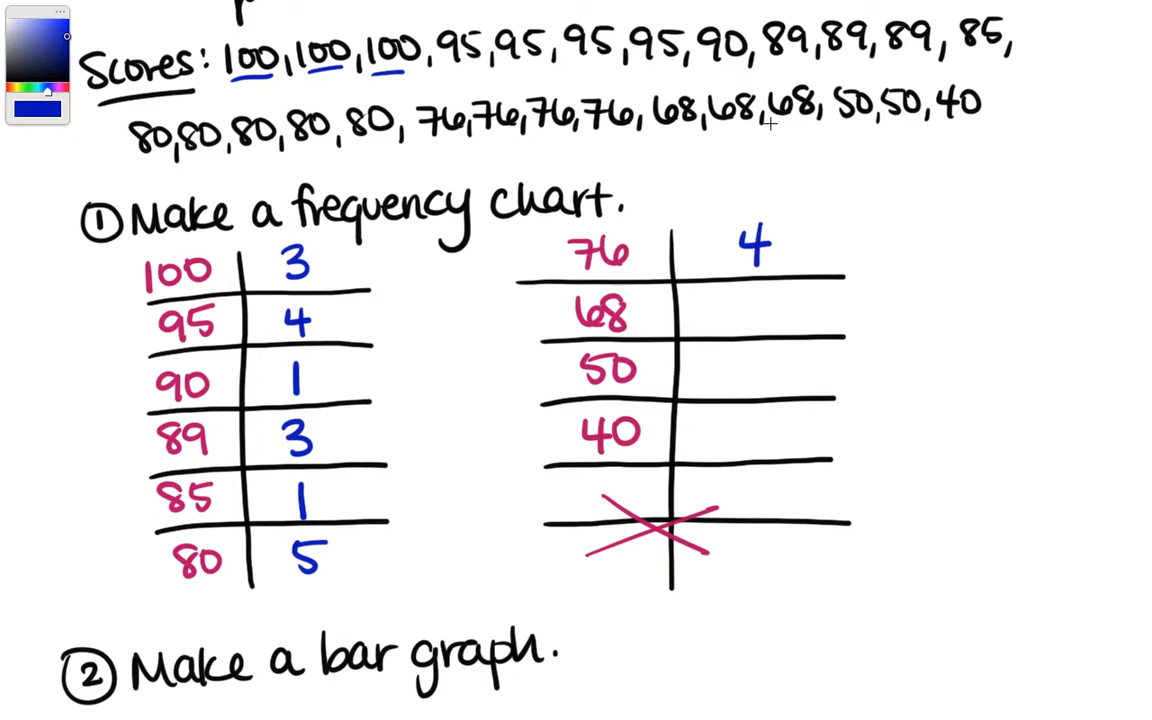 Scores: 100, 100, 100, 95, 95, 95, 95, 90, 89, 89, 89, 85,
80, 80, 80, 80, 80, 76, 76, 76, 76, 68, 68, 68, 50, 50, 40
① Make a frequency chart.
100 3
95 4
90 1
89 3
85 1
80 5
76 4
68
50
40
② Make a bar graph.